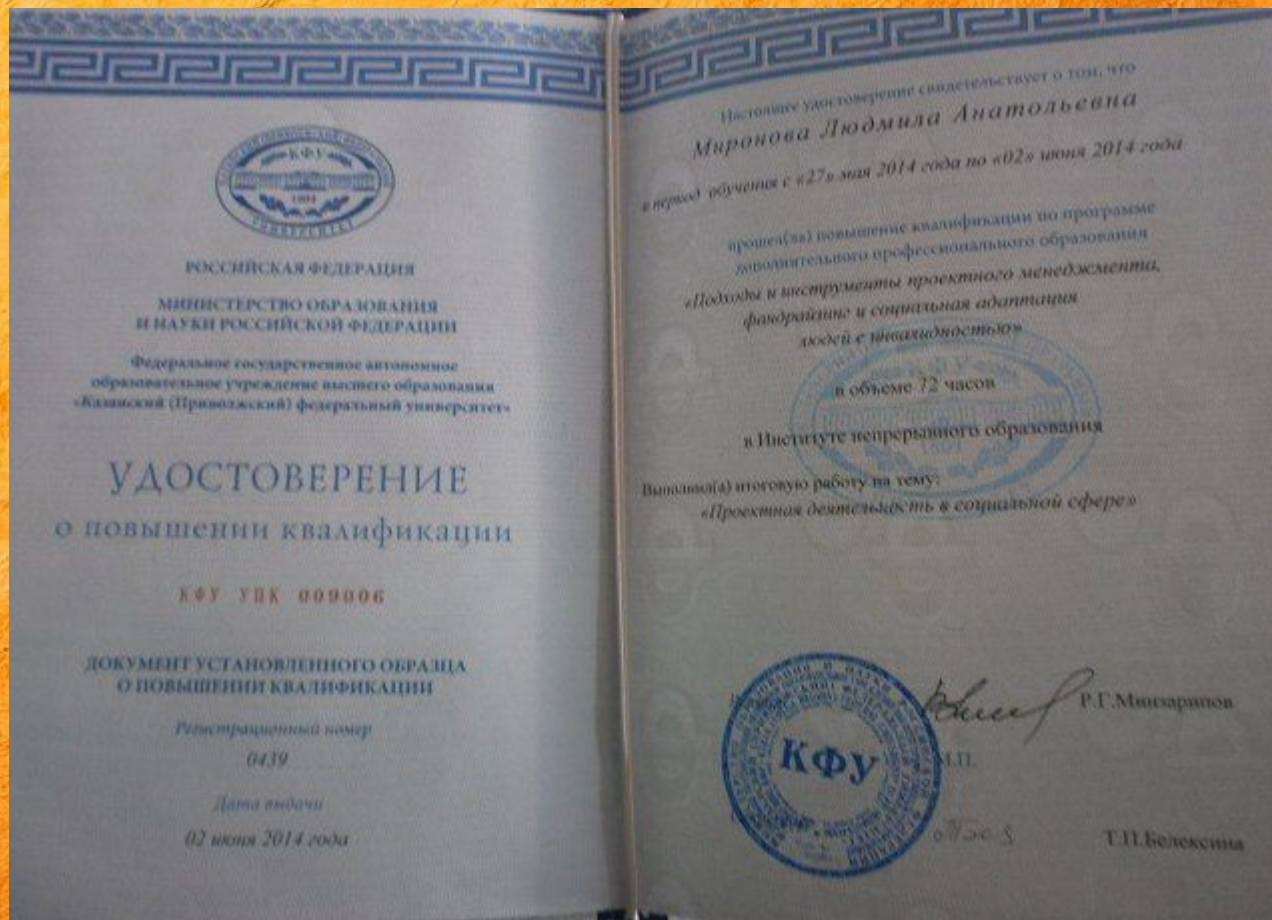 КФУ
1804
УНИВЕРСИТЕТ
РОССИЙСКАЯ ФЕДЕРАЦИЯ
МИНИСТЕРСТВО ОБРАЗОВАНИЯ
И НАУКИ РОССИЙСКОЙ ФЕДЕРАЦИИ
Федеральное государственное автономное
образовательное учреждение высшего образования
«Казанский (Приволжский) федеральный университет»
УДОСТОВЕРЕНИЕ
о повышении квалификации
КФУ УПК 009006
ДОКУМЕНТ УСТАНОВЛЕННОГО ОБРАЗЦА
О ПОВЫШЕНИИ КВАЛИФИКАЦИИ
Регистрационный номер
0439
Дата выдачи
02 июня 2014 года
Настоящее удостоверение свидетельствует о том, что
Миронова Людмила Анатольевна
в период обучения с «27» мая 2014 года по «02» июня 2014 года
прошел(ла) повышение квалификации по программе
дополнительного профессионального образования
«Подходы и инструменты проектного менеджмента,
фандрайзинг и социальная адаптация
людей с инвалидностью»
в объеме 72 часов
в Институте непрерывного образования
Выполнил(а) итоговую работу на тему:
«Проектная деятельность в социальной сфере»
Р.Г.Минзарипов
КФУ
М.П.
Т.П.Белексина